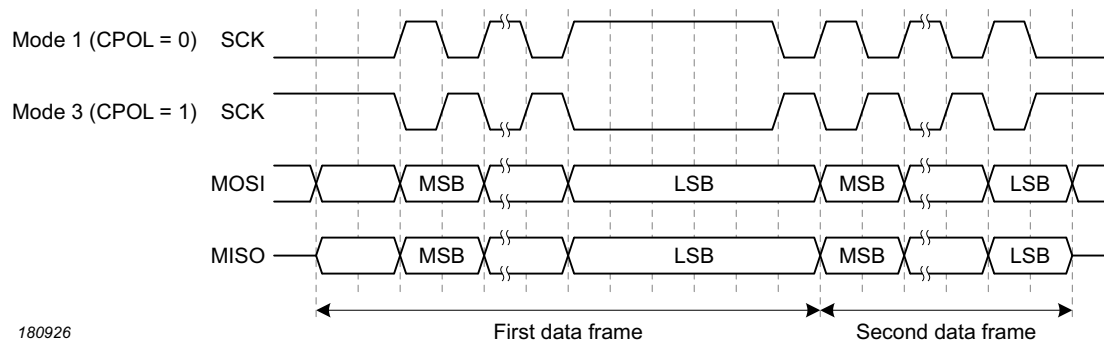 Mode 1 (CPOL = 0) SCK
Mode 3 (CPOL = 1) SCK
MOSI MSB LSB MSB LSB
MISO MSB LSB MSB LSB
180926 First data frame Second data frame